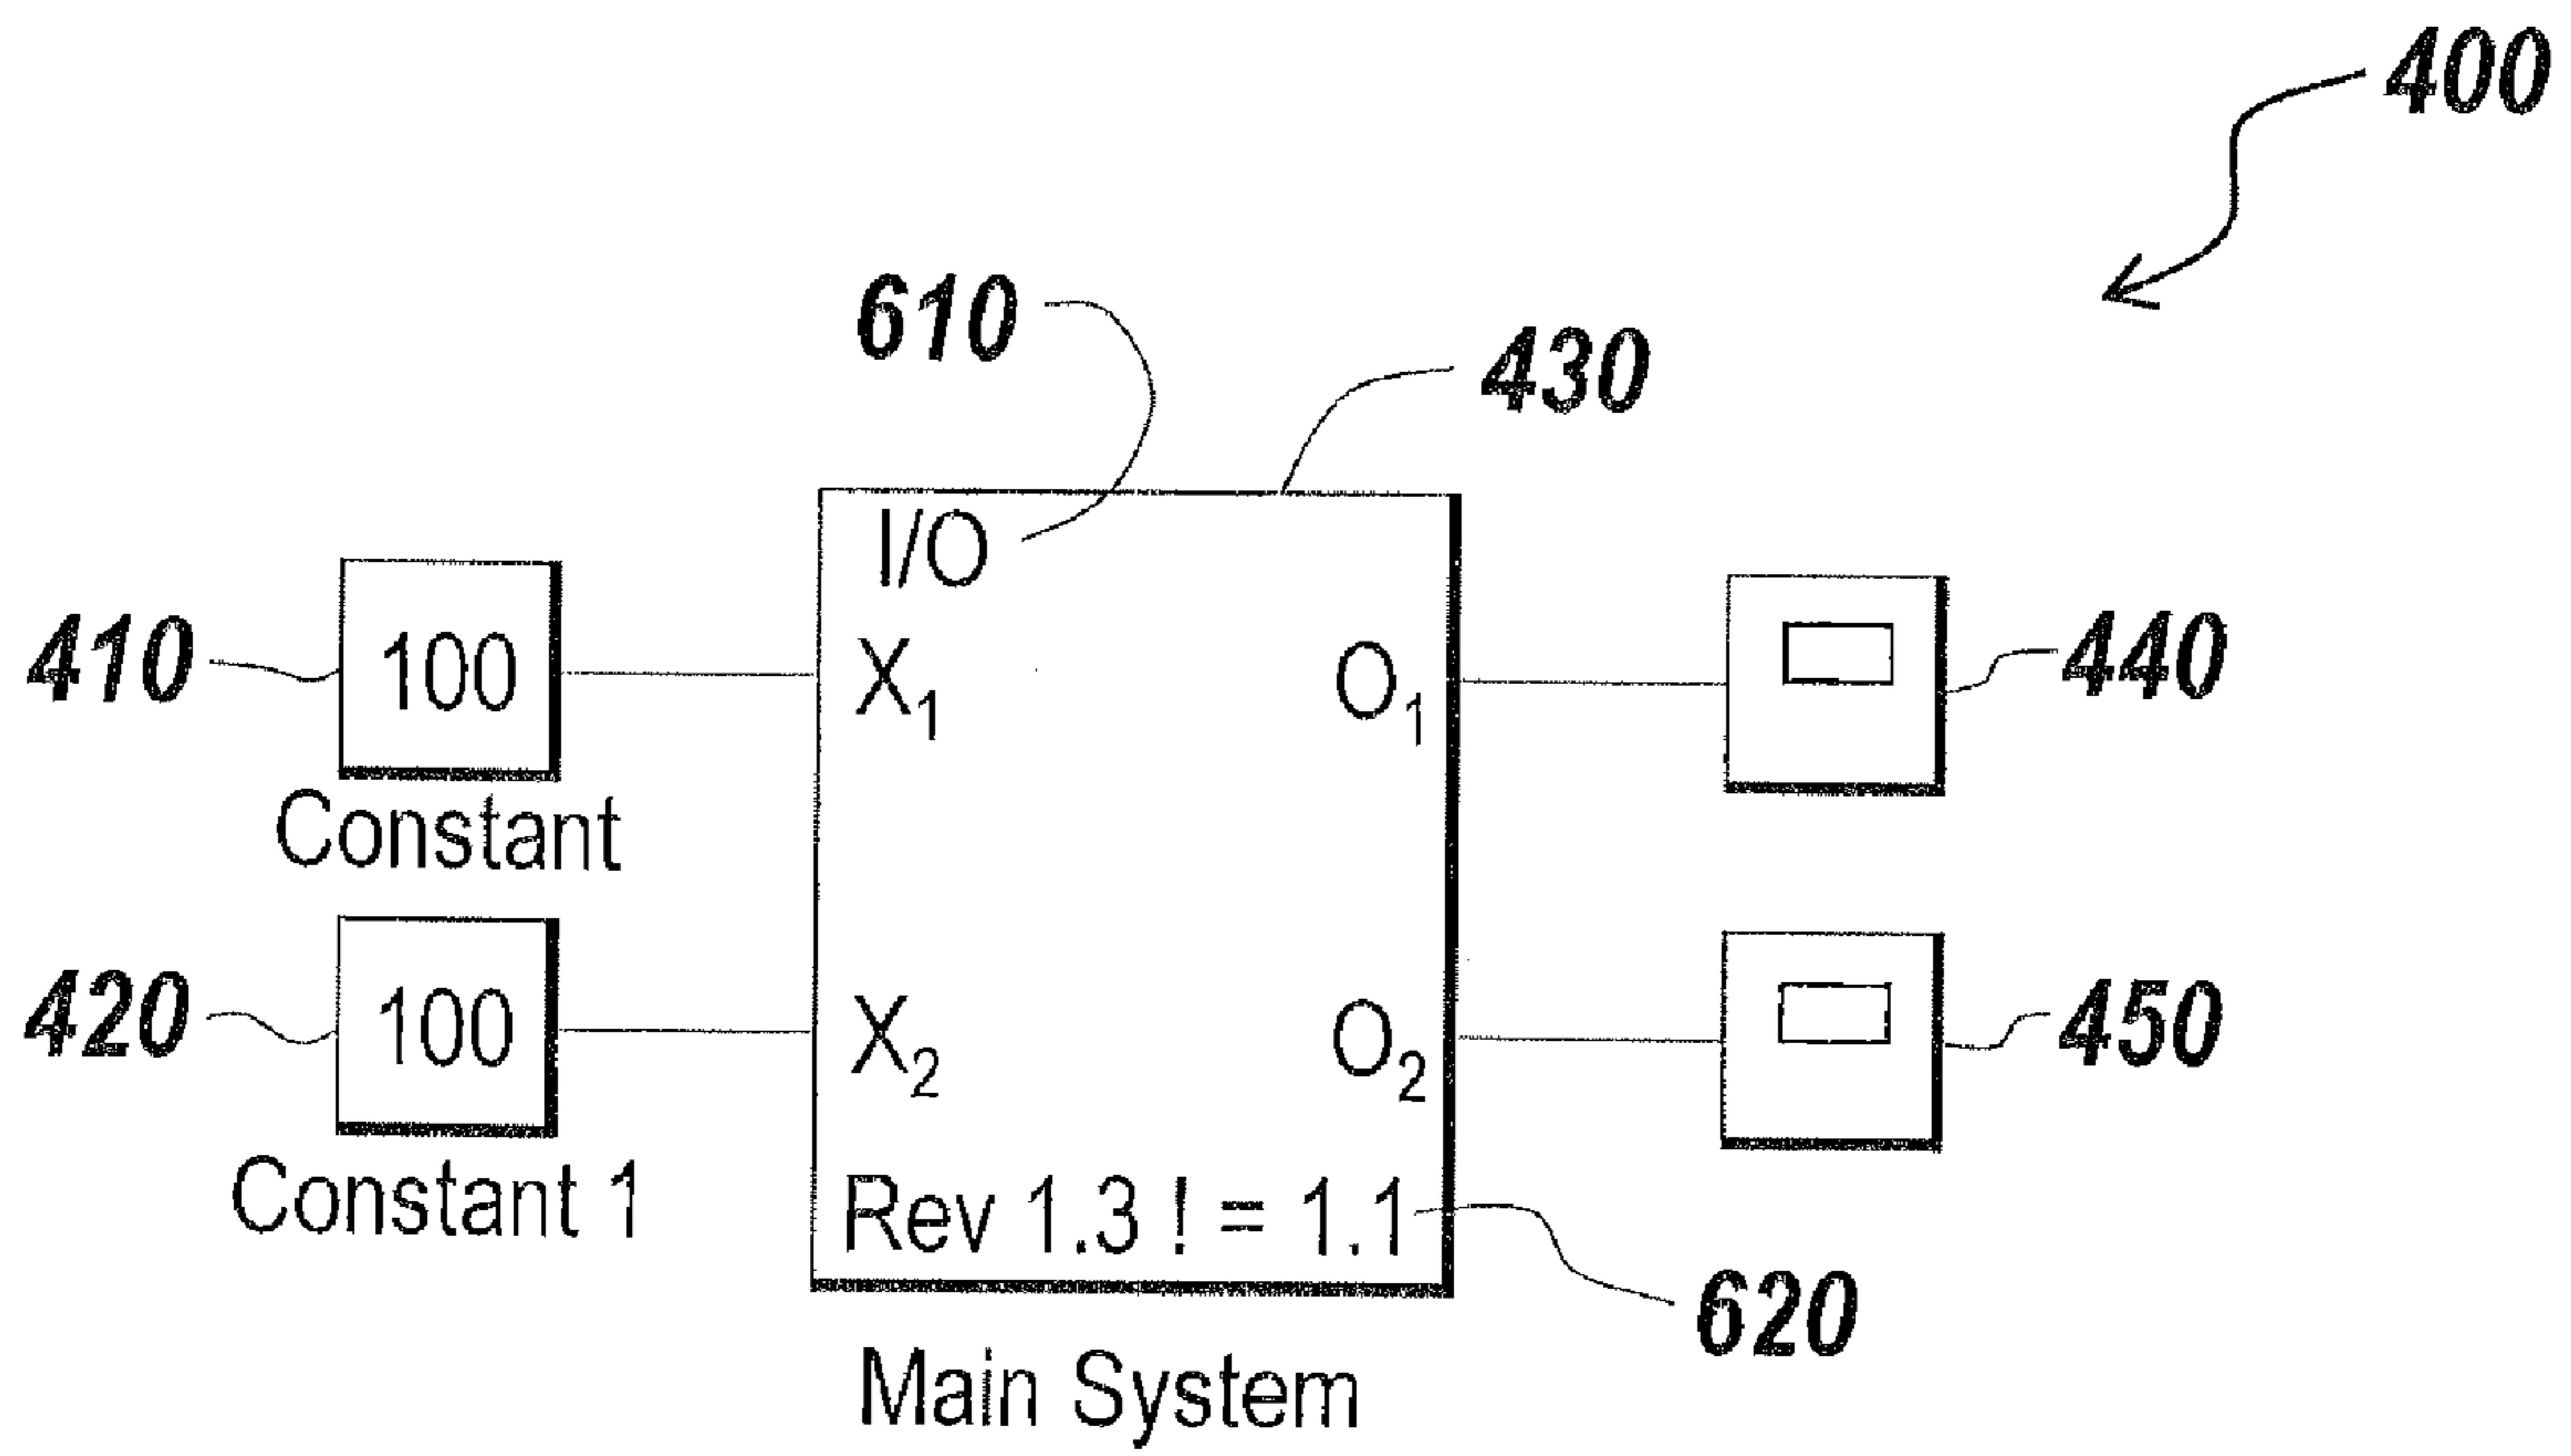 400
610
430
I/O
410
100
X1
O1
440
Constant
420
100
X2
O2
450
Constant 1
Rev 1.3 ! = 1.1
620
Main System